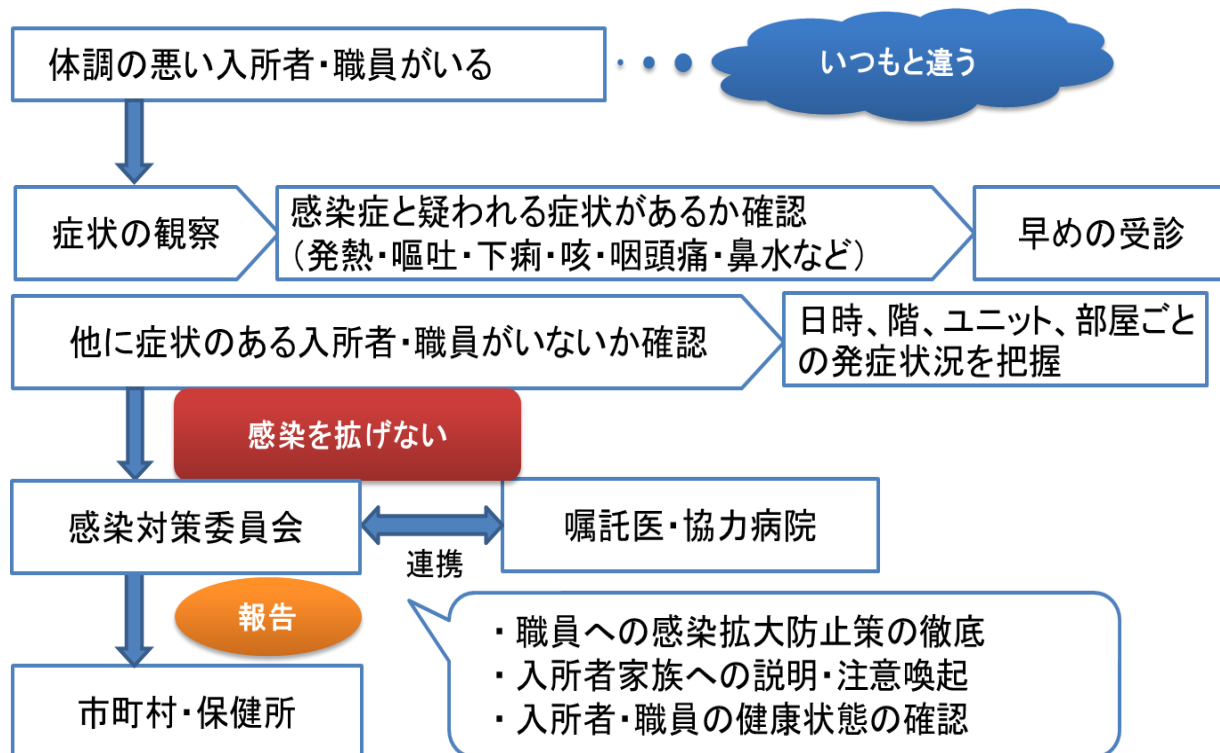 体調の悪い入所者・職員がいる
いつもと違う
症状の観察
感染症と疑われる症状があるか確認
（発熱・嘔吐・下痢・咳・咽頭痛・鼻水など）
早めの受診
他に症状のある入所者・職員がいないか確認
日時、階、ユニット、部屋ごと
の発症状況を把握
感染を拡げない
感染対策委員会
連携
嘱託医・協力病院
報告
・職員への感染拡大防止策の徹底
・入所者家族への説明・注意喚起
・入所者・職員の健康状態の確認
市町村・保健所